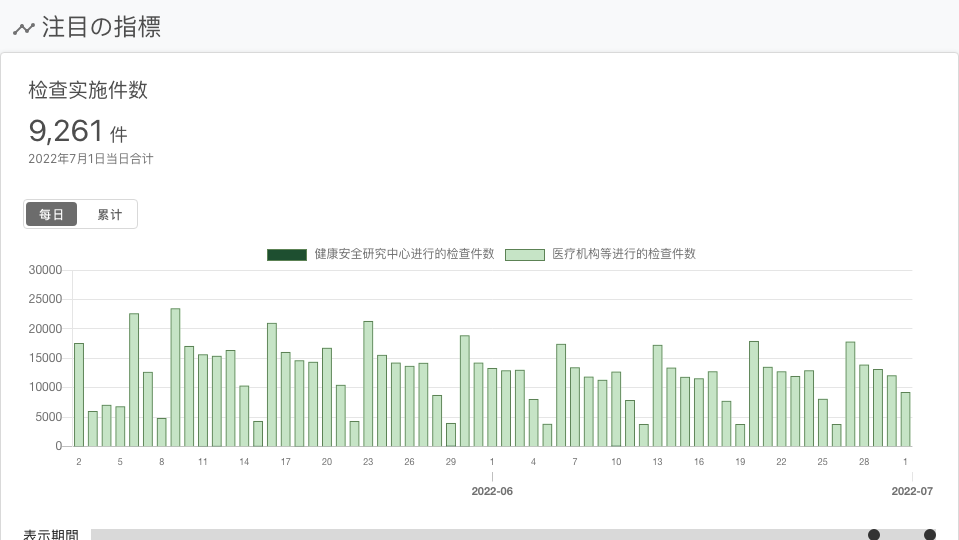 注目の指標
检查实施件数
9,261 件
2022年7月1日当日合计
每日 累计
健康安全研究中心进行的检查件数 医疗机构等进行的检查件数
30000
25000
20000
15000
10000
5000
0
2 5 8 11 14 17 20 23 26 29 1 4 7 10 13 16 19 22 25 28 1
2022-06 2022-07
表示期間